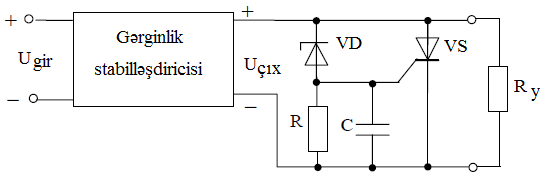 +
U gir
−
Gərginlik
stabilləşdiricisi
+
U çıx
−
VD
VS
R
C
R y